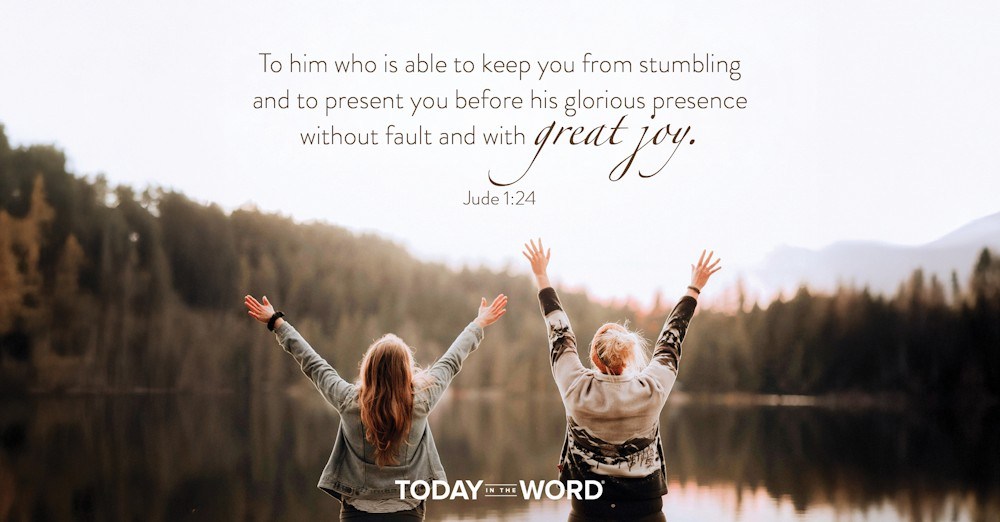 To him who is able to keep you from stumbling
and to present you before his glorious presence
without fault and with great joy.
Jude 1:24
TODAY IN THE WORD®